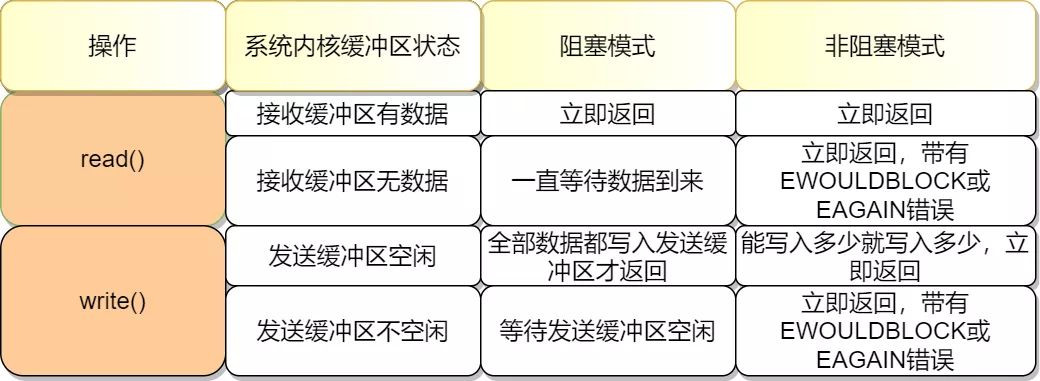 操作
系统内核缓冲区状态
阻塞模式
非阻塞模式
read()
接收缓冲区有数据
立即返回
立即返回
接收缓冲区无数据
一直等待数据到来
立即返回，带有
EWOULDBLOCK或
EAGAIN错误
write()
发送缓冲区空闲
全部数据都写入发送缓
冲区才返回
能写入多少就写入多少，立
即返回
发送缓冲区不空闲
等待发送缓冲区空闲
立即返回，带有
EWOULDBLOCK或
EAGAIN错误